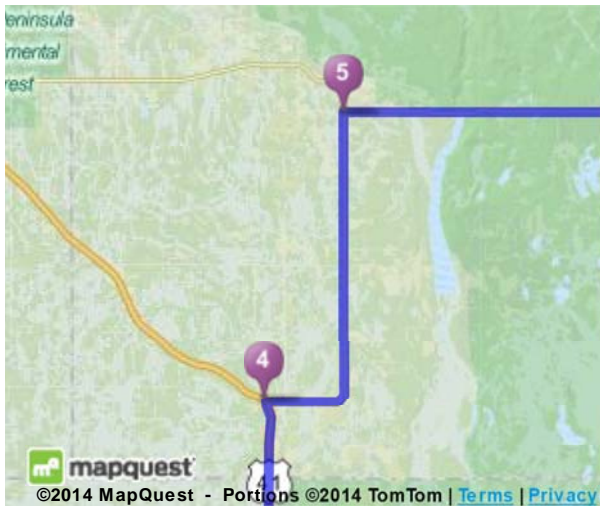 eninsula
mental
rest
5
4
mapquest
41
©2014 MapQuest - Portions ©2014 TomTom | Terms | Privacy